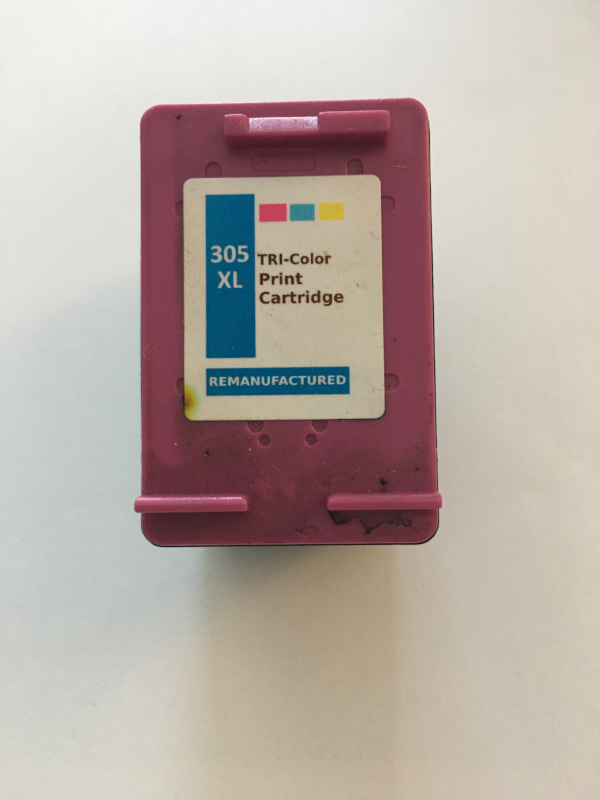 305
XL
TRI-Color
Print
Cartridge
REMANUFACTURED